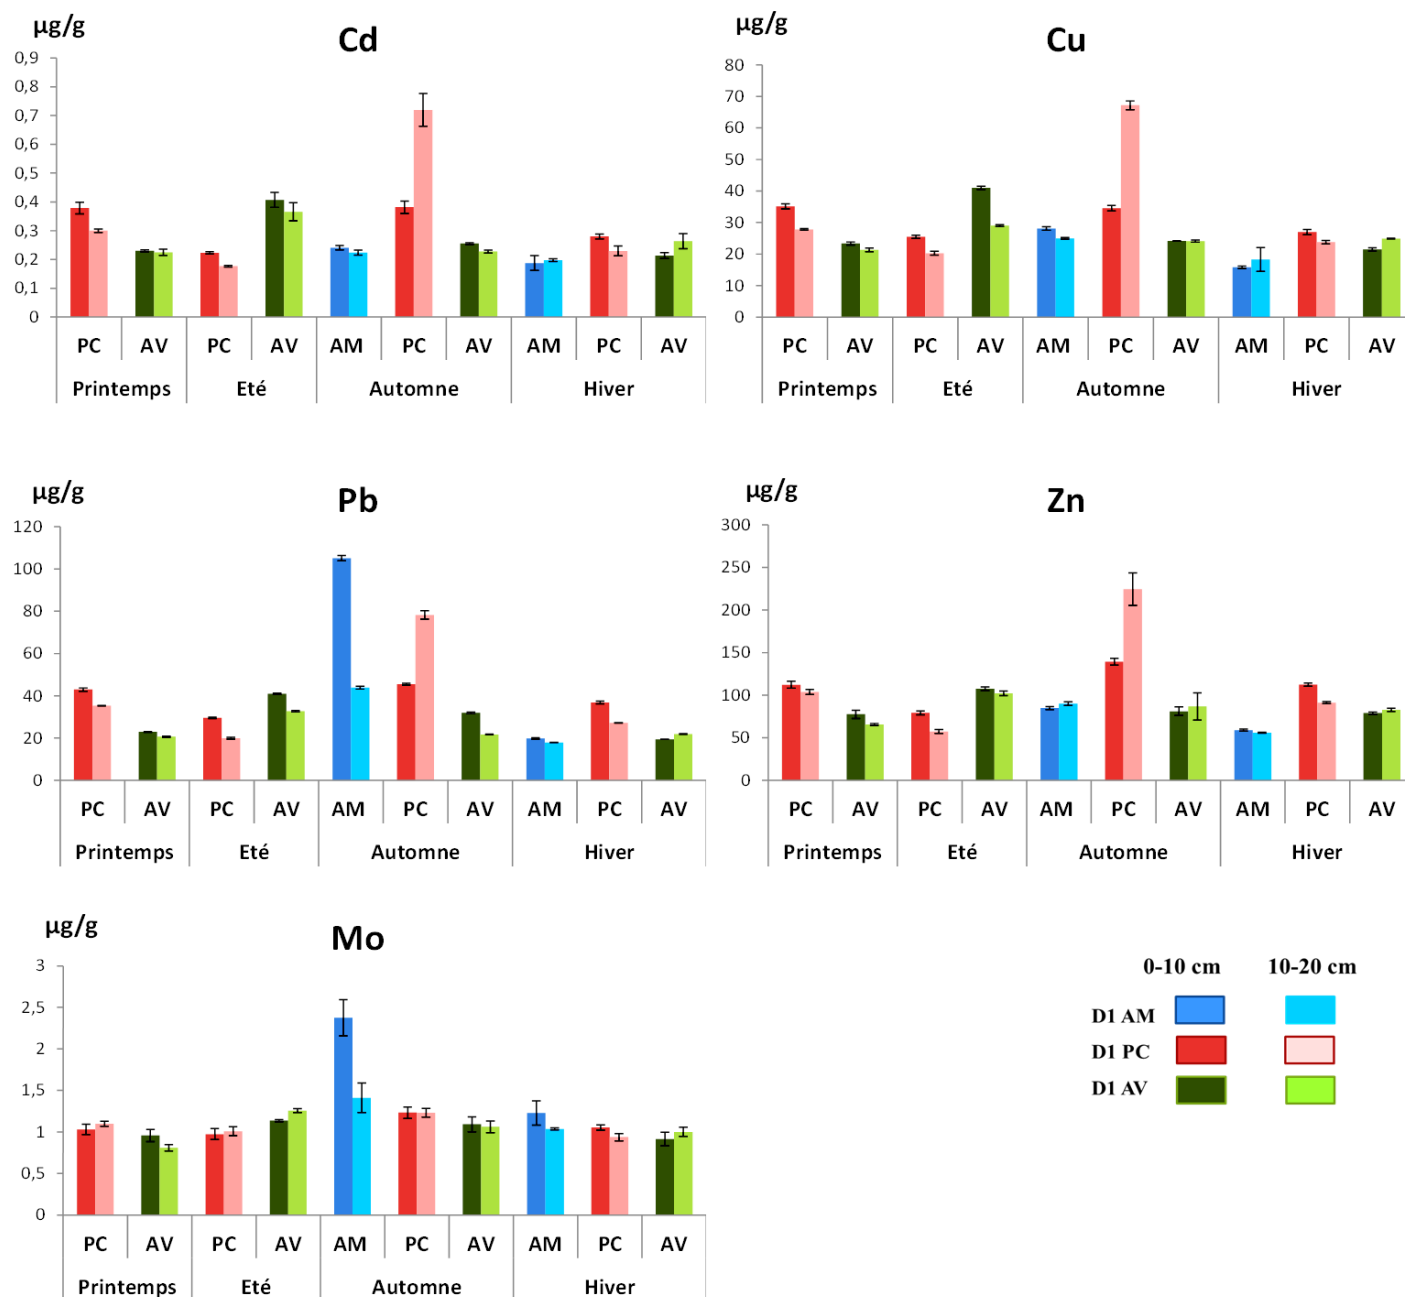 µg/g
Cd
0,9
0,8
0,7
0,6
0,5
0,4
0,3
0,2
0,1
0
PC AV PC AV AM PC AV AM PC AV
Printemps Eté Automne Hiver
µg/g
Cu
80
70
60
50
40
30
20
10
0
PC AV PC AV AM PC AV AM PC AV
Printemps Eté Automne Hiver
µg/g
Pb
120
100
80
60
40
20
0
PC AV PC AV AM PC AV AM PC AV
Printemps Eté Automne Hiver
µg/g
Zn
300
250
200
150
100
50
0
PC AV PC AV AM PC AV AM PC AV
Printemps Eté Automne Hiver
µg/g
Mo
3
2,5
2
1,5
1
0,5
0
PC AV PC AV AM PC AV AM PC AV
Printemps Eté Automne Hiver
0-10 cm 10-20 cm
D1 AM
D1 PC
D1 AV